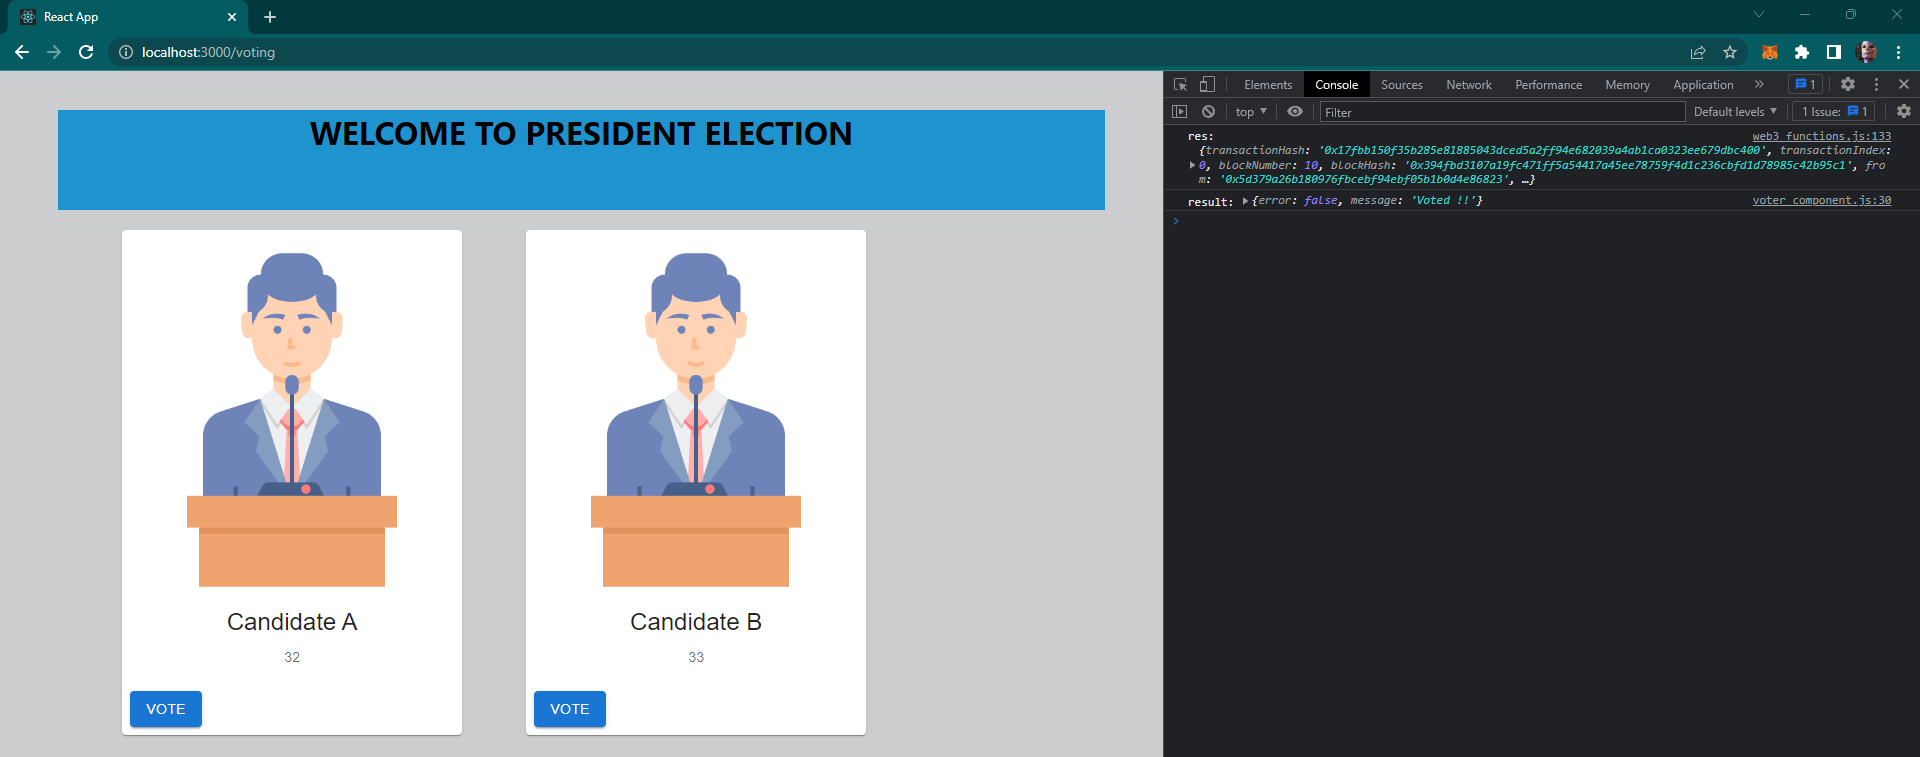 React App
localhost:3000/voting
WELCOME TO PRESIDENT ELECTION
Candidate A
32
VOTE
Candidate B
33
VOTE
Elements Console Sources Network Performance Memory Application » 1
top Filter Default levels 1 Issue: 1
res: web3_functions.js:133
{transactionHash: '0x17fbb150f35b285e81885043dced5a2ff94e682039a4ab1ca0323ee679dbc400', transactionIndex:
0, blockNumber: 10, blockHash: '0x394fbd3107a19fc471ff5a54417a45ee78759f4d1c236cbfd1d78985c42b95c1', fro
m: '0x5d379a26b180976fbcebf94ebf05b1b0d4e86823', …}
result: {error: false, message: 'Voted !!'} voter_component.js:30